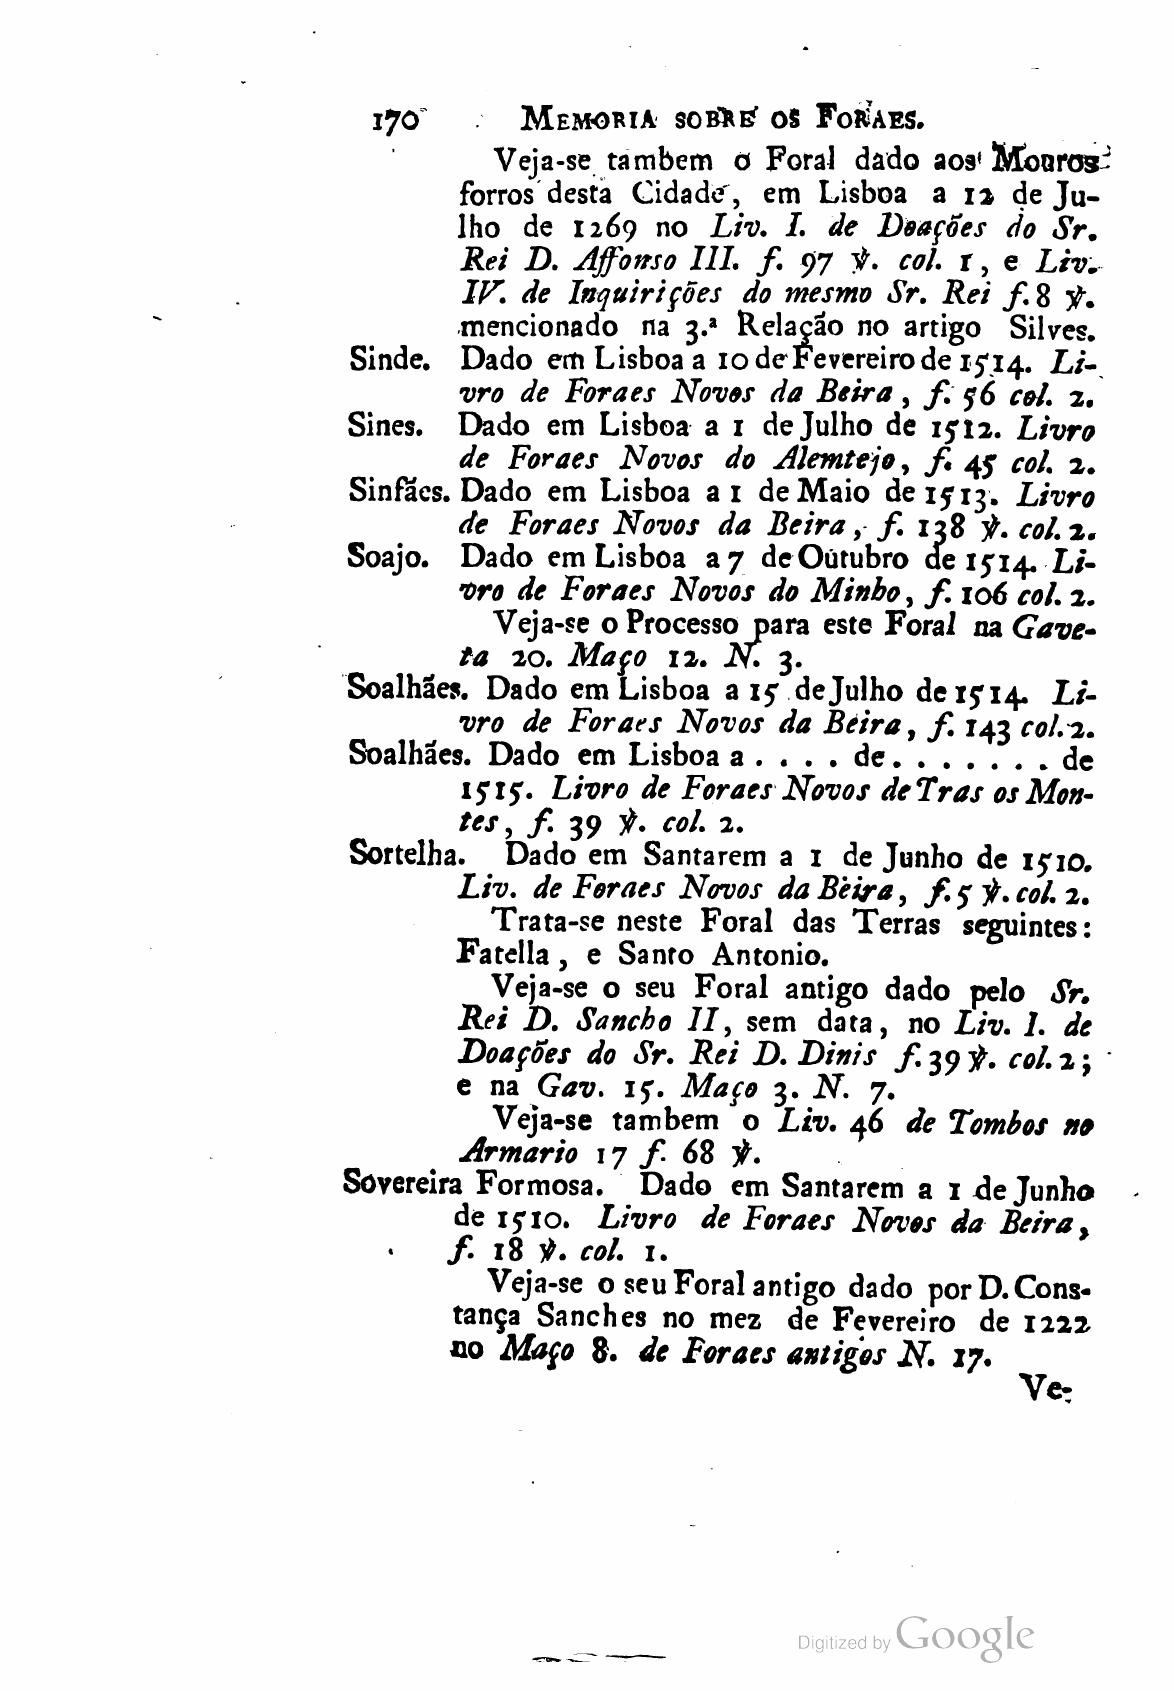 170 MEMORIA SOBRE OS FORAES.
Veja-se tambem o Foral dado aos Mouros
forros desta Cidade, em Lisboa a 12 de Ju-
lho de 1269 no Liv. I. de Doações do Sr.
Rei D. Affonso III. f. 97 ℣. col. 1, e Liv.
IV. de Inquirições do mesmo Sr. Rei f. 8 ℣.
mencionado na 3.ª Relação no artigo Silves.
Sinde. Dado em Lisboa a 10 de Fevereiro de 1514. Li-
vro de Foraes Novos da Beira, f. 56 col. 2.
Sines. Dado em Lisboa a 1 de Julho de 1512. Livro
de Foraes Novos do Alemtejo, f. 45 col. 2.
Sinfães. Dado em Lisboa a 1 de Maio de 1513. Livro
de Foraes Novos da Beira, f. 138 ℣. col. 2.
Soajo. Dado em Lisboa a 7 de Outubro de 1514. Li-
vro de Foraes Novos do Minho, f. 106 col. 2.
Veja-se o Processo para este Foral na Gave-
ta 20. Maço 12. N. 3.
Soalhães. Dado em Lisboa a 15 de Julho de 1514. Li-
vro de Foraes Novos da Beira, f. 143 col. 2.
Soalhães. Dado em Lisboa a . . . . de . . . . . . . de
1515. Livro de Foraes Novos de Tras os Mon-
tes, f. 39 ℣. col. 2.
Sortelha. Dado em Santarem a 1 de Junho de 1510.
Liv. de Foraes Novos da Beira, f. 5 ℣. col. 2.
Trata-se neste Foral das Terras seguintes:
Fatella, e Santo Antonio.
Veja-se o seu Foral antigo dado pelo Sr.
Rei D. Sancho II, sem data, no Liv. I. de
Doações do Sr. Rei D. Dinis f. 39 ℣. col. 2;
e na Gav. 15. Maço 3. N. 7.
Veja-se tambem o Liv. 46 de Tombos no
Armario 17 f. 68 ℣.
Sovereira Formosa. Dado em Santarem a 1 de Junho
de 1510. Livro de Foraes Novos da Beira,
f. 18 ℣. col. 1.
Veja-se o seu Foral antigo dado por D. Cons-
tança Sanches no mez de Fevereiro de 1222
no Maço 8. de Foraes antigos N. 17.
Ve-
Digitized by Google